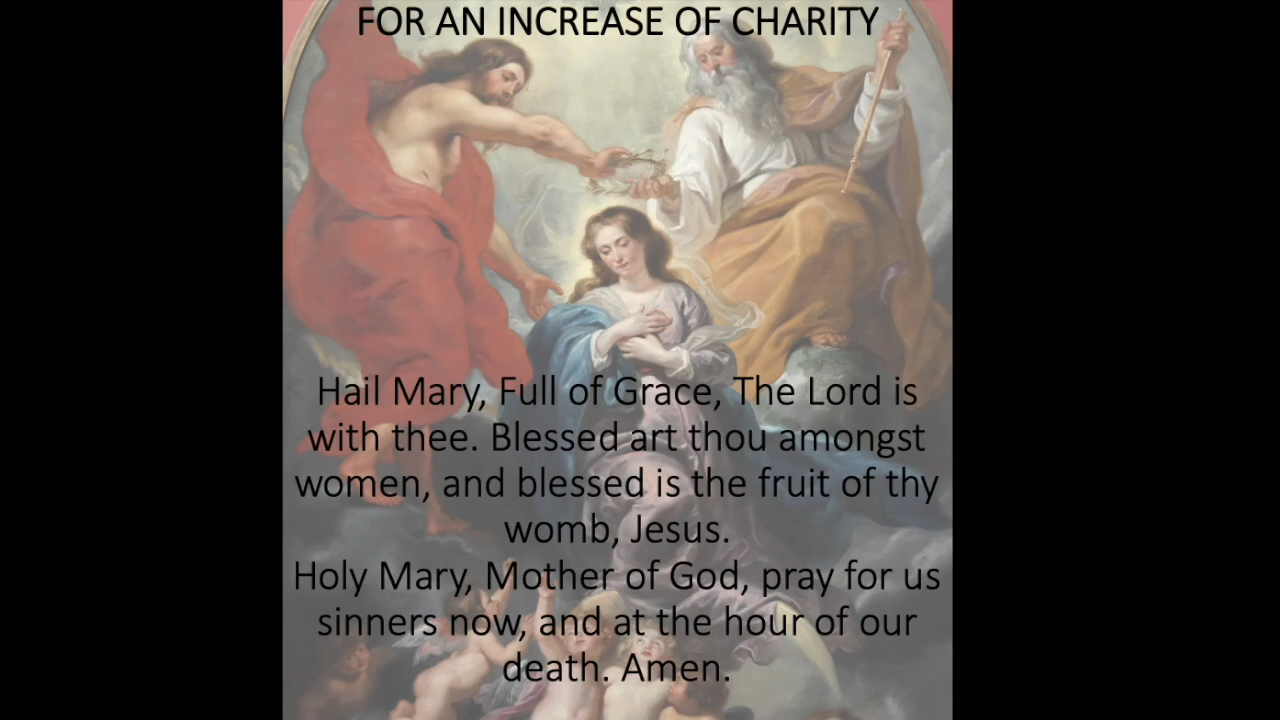 FOR AN INCREASE OF CHARITY
Hail Mary, Full of Grace, The Lord is
with thee. Blessed art thou amongst
women, and blessed is the fruit of thy
womb, Jesus.
Holy Mary, Mother of God, pray for us
sinners now, and at the hour of our
death. Amen.